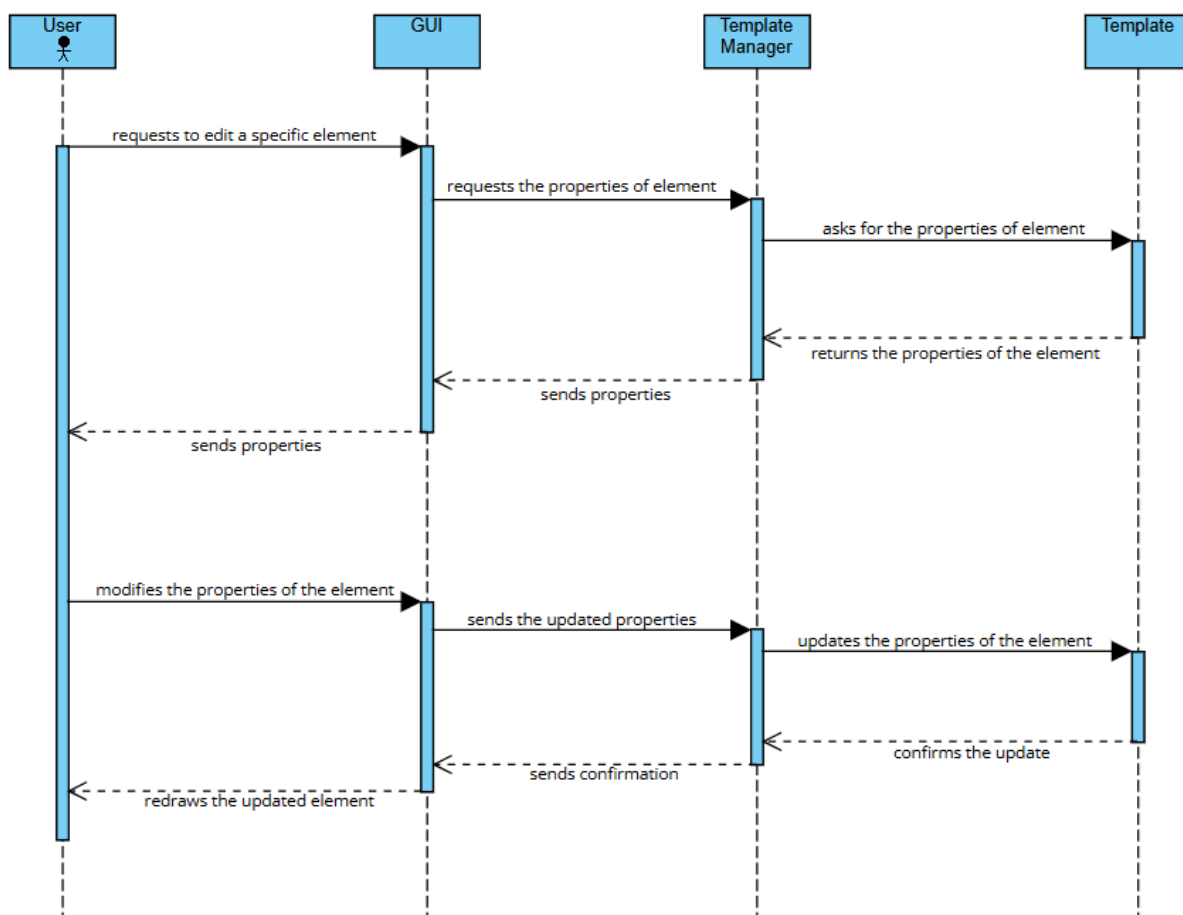 User
GUI
Template
Manager
Template
requests to edit a specific element
requests the properties of element
asks for the properties of element
returns the properties of the element
sends properties
sends properties
modifies the properties of the element
sends the updated properties
updates the properties of the element
confirms the update
sends confirmation
redraws the updated element